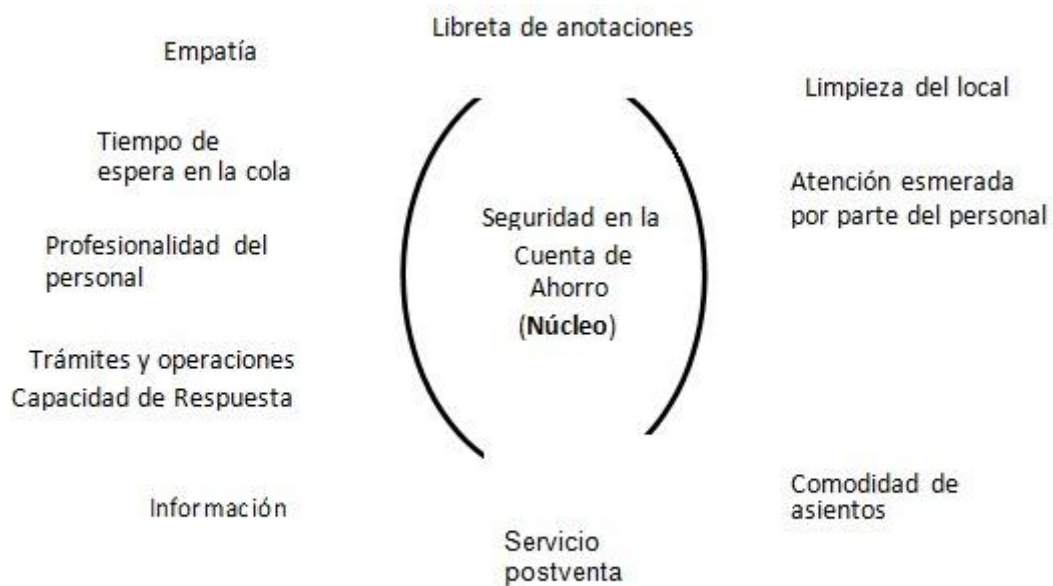 Libreta de anotaciones
Empatía
Limpieza del local
Tiempo de
espera en la cola
Atención esmerada
por parte del personal
Seguridad en la
Cuenta de
Ahorro
(Núcleo)
Profesionalidad del
personal
Trámites y operaciones
Capacidad de Respuesta
Información
Comodidad de
asientos
Servicio
postventa